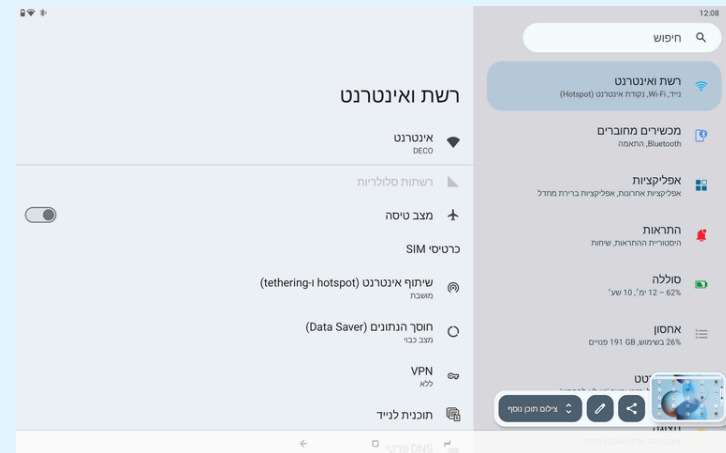 12:08
חיפוש
רשת ואינטרנט
נייד, Wi-Fi, נקודת אינטרנט (Hotspot)
מכשירים מחוברים
Bluetooth, התאמה
אפליקציות
אפליקציות אחרונות, אפליקציות ברירת מחדל
התראות
היסטוריית ההתראות, שיחות
סוללה
62% – 12 ימ׳, 10 שע׳
אחסון
26% בשימוש, 191 GB פנויים
צילום תוכן נוסף
תצוגה
רשת ואינטרנט
אינטרנט
DECO
רשתות סלולריות
מצב טיסה
כרטיסי SIM
שיתוף אינטרנט (hotspot ו-tethering)
מושבת
חוסך הנתונים (Data Saver)
מצב כבוי
VPN
ללא
תוכנית לנייד
DNS פרטי